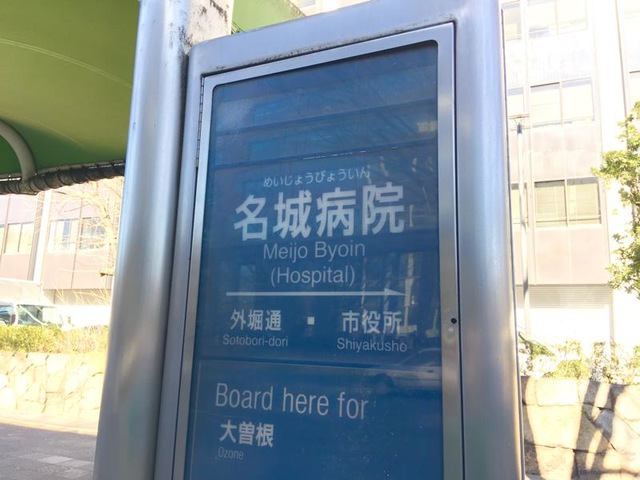 めいじょうびょういん
名城病院
Meijo Byoin
(Hospital)
外堀通 市役所
Sotobori-dori Shiyakusho
Board here for
大曽根
Ozone